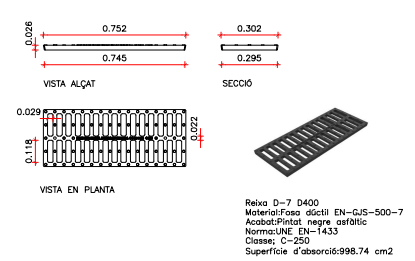 0.752
0.302
0.026
0.745
0.295
VISTA ALÇAT
SECCIÓ
0.029
0.022
0.118
VISTA EN PLANTA
Reixa D-7 D400
Material:Fosa dúctil EN-GJS-500-7
Acabat:Pintat negre asfàltic
Norma:UNE EN-1433
Classe; C-250
Superfície d'absorció:998.74 cm2